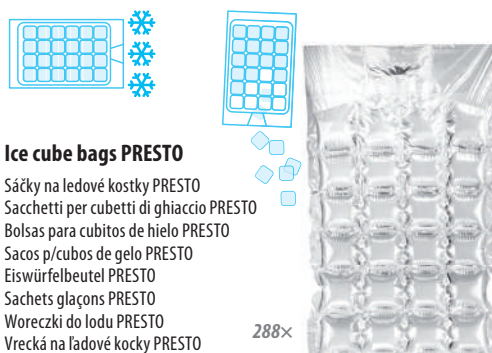 Ice cube bags PRESTO
Sáčky na ledové kostky PRESTO
Sacchetti per cubetti di ghiaccio PRESTO
Bolsas para cubitos de hielo PRESTO
Sacos p/cubos de gelo PRESTO
Eiswürfelbeutel PRESTO
Sachets glaçons PRESTO
Woreczki do lodu PRESTO
Vrecká na ľadové kocky PRESTO
288×